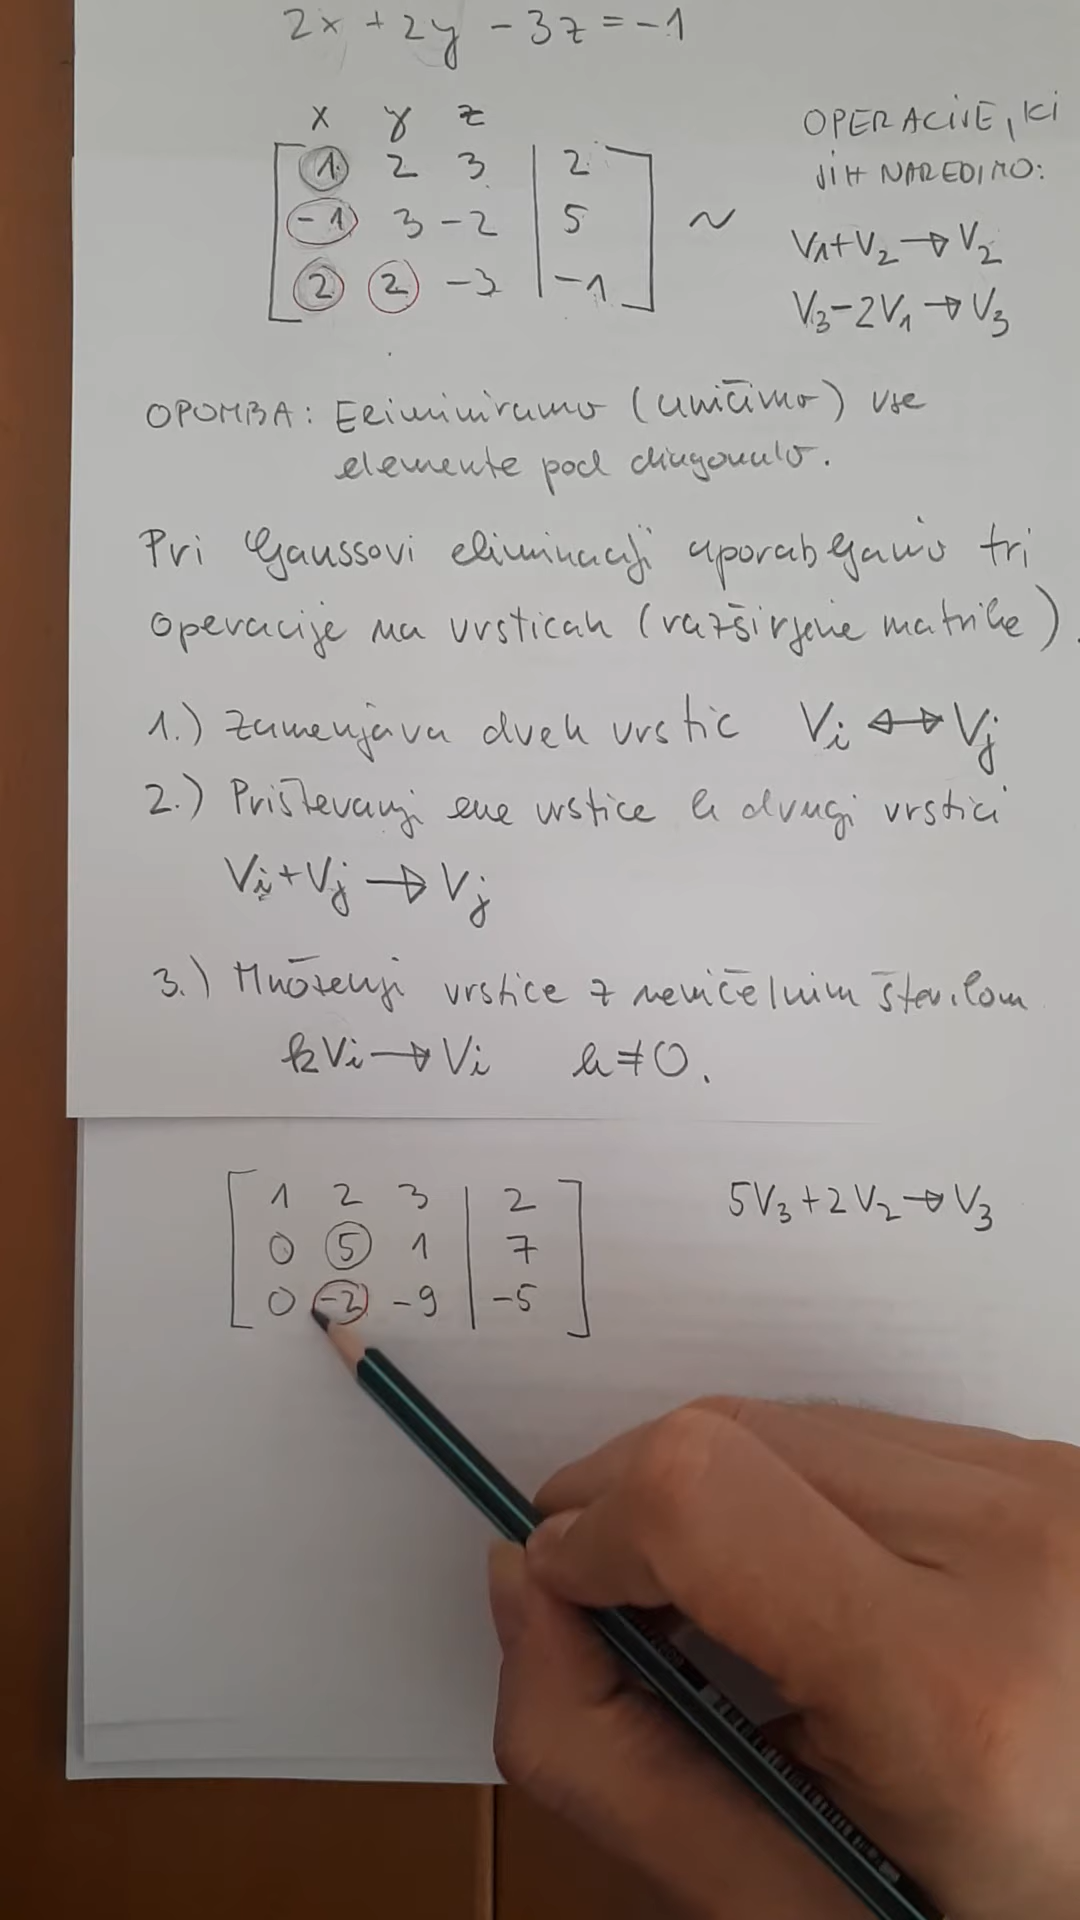 2x + 2y - 3z = -1
x y z
1 2 3 | 2
-1 3 -2 | 5 ~
2 2 -3 | -1
OPERACIJE, KI
JIH NAREDIMO:
V₁+V₂→V₂
V₃-2V₁→V₃
OPOMBA: Eliminiramo (uničimo) vse
elemente pod diagonalo.
Pri Gaussovi eliminaciji uporabljamo tri
operacije na vrsticah (razširjene matrike).
1.) Zamenjava dveh vrstic Vi ↔ Vj
2.) Prištevanje ene vrstice k drugi vrstici
Vi+Vj → Vj
3.) Množenje vrstice z neničelnim številom
kVi → Vi k≠0.
1 2 3 | 2
0 5 1 | 7
0 -2 -9 | -5
5V₃+2V₂→V₃